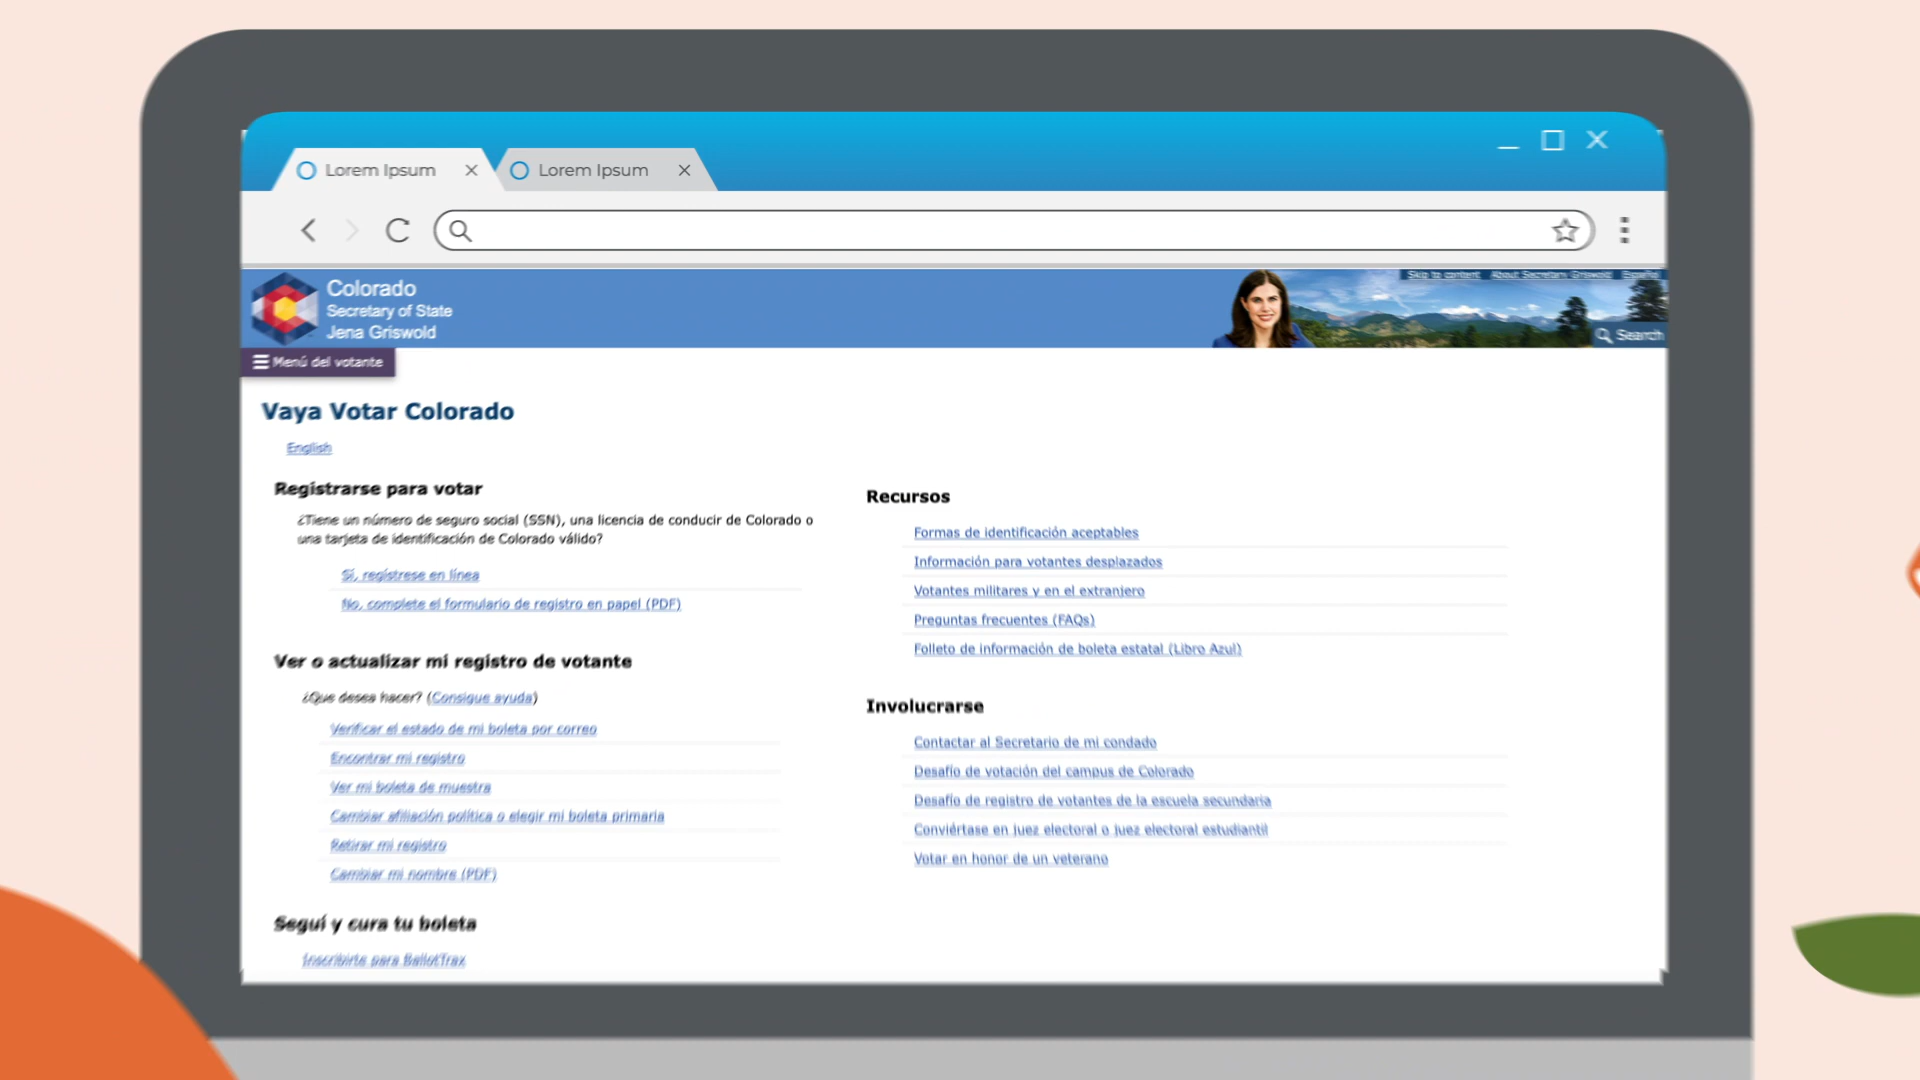 Lorem Ipsum
Lorem Ipsum
Skip to content About Secretary Griswold Español
Colorado
Secretary of State
Jena Griswold
Search
Menú del votante
Vaya Votar Colorado
English
Registrarse para votar
¿Tiene un número de seguro social (SSN), una licencia de conducir de Colorado o
una tarjeta de identificación de Colorado válido?
Sí, regístrese en línea
No, complete el formulario de registro en papel (PDF)
Ver o actualizar mi registro de votante
¿Que desea hacer? (Consigue ayuda)
Verificar el estado de mi boleta por correo
Encontrar mi registro
Ver mi boleta de muestra
Cambiar afiliación política o elegir mi boleta primaria
Retirar mi registro
Cambiar mi nombre (PDF)
Seguí y cura tu boleta
Inscribirte para BallotTrax
Recursos
Formas de identificación aceptables
Información para votantes desplazados
Votantes militares y en el extranjero
Preguntas frecuentes (FAQs)
Folleto de información de boleta estatal (Libro Azul)
Involucrarse
Contactar al Secretario de mi condado
Desafío de votación del campus de Colorado
Desafío de registro de votantes de la escuela secundaria
Conviértase en juez electoral o juez electoral estudiantil
Votar en honor de un veterano